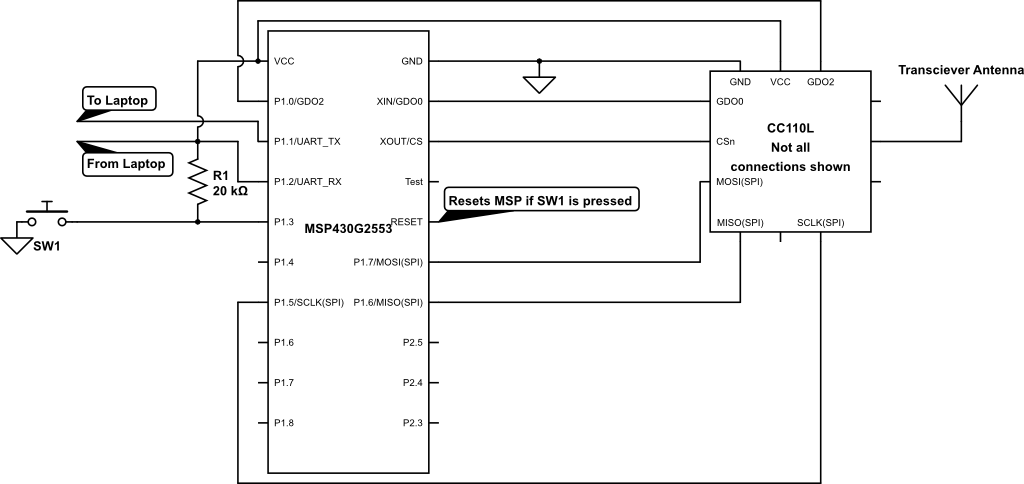 VCC
GND
P1.0/GDO2
XIN/GDO0
P1.1/UART_TX
XOUT/CS
P1.2/UART_RX
Test
P1.3
RESET
MSP430G2553
P1.4
P1.7/MOSI(SPI)
P1.5/SCLK(SPI)
P1.6/MISO(SPI)
P1.6
P2.5
P1.7
P2.4
P1.8
P2.3
To Laptop
From Laptop
R1
20 kΩ
SW1
Resets MSP if SW1 is pressed
GND
VCC
GDO2
GDO0
CC110L
CSn
Not all
connections shown
MOSI(SPI)
MISO(SPI)
SCLK(SPI)
Transciever Antenna